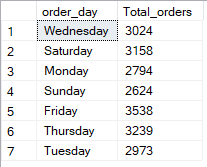 order_day Total_orders
1 Wednesday 3024
2 Saturday 3158
3 Monday 2794
4 Sunday 2624
5 Friday 3538
6 Thursday 3239
7 Tuesday 2973